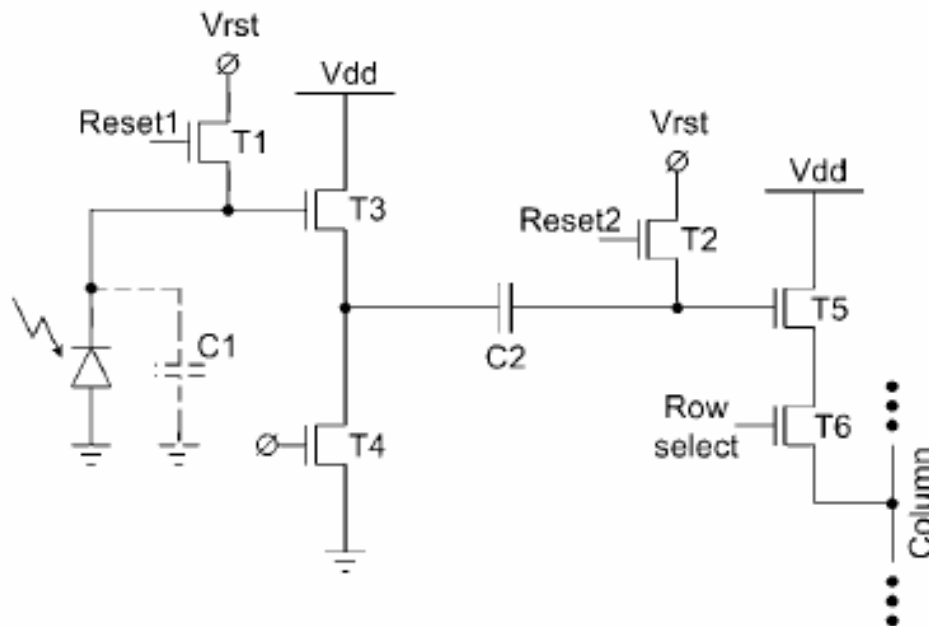 Vrst
Vdd
Reset1
T1
T3
Vrst
Vdd
Reset2
T2
T5
C1
C2
T4
Row
select
T6
Column